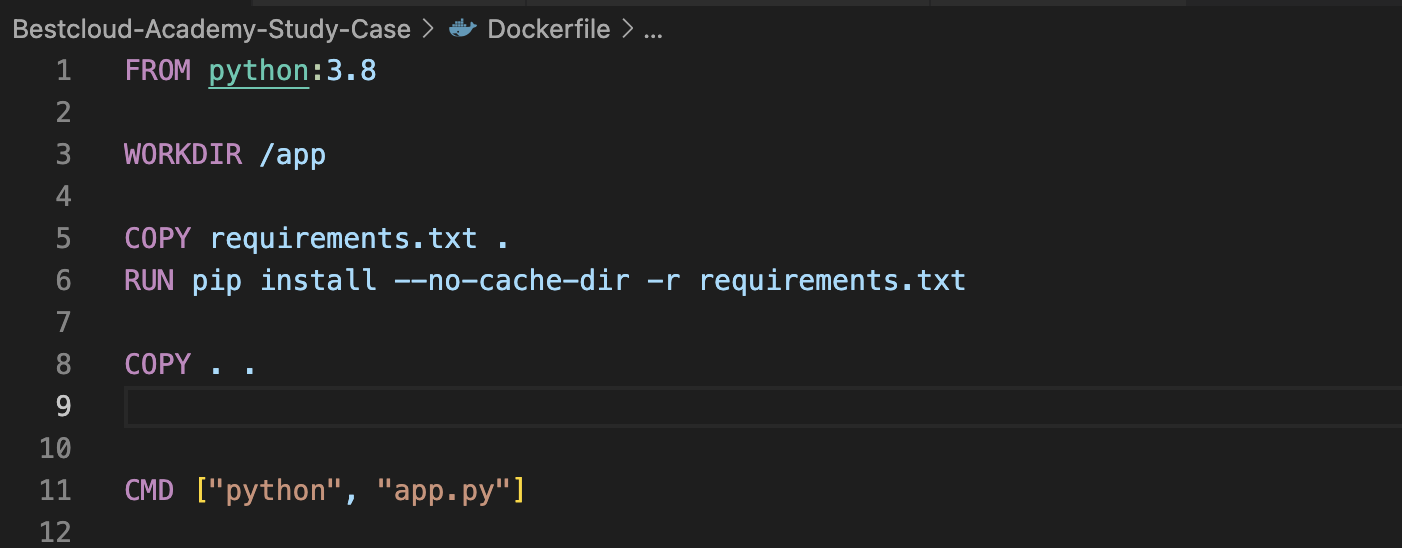 Bestcloud-Academy-Study-Case > Dockerfile > ...
1 FROM python:3.8
2
3 WORKDIR /app
4
5 COPY requirements.txt .
6 RUN pip install --no-cache-dir -r requirements.txt
7
8 COPY . .
9
10
11 CMD ["python", "app.py"]
12